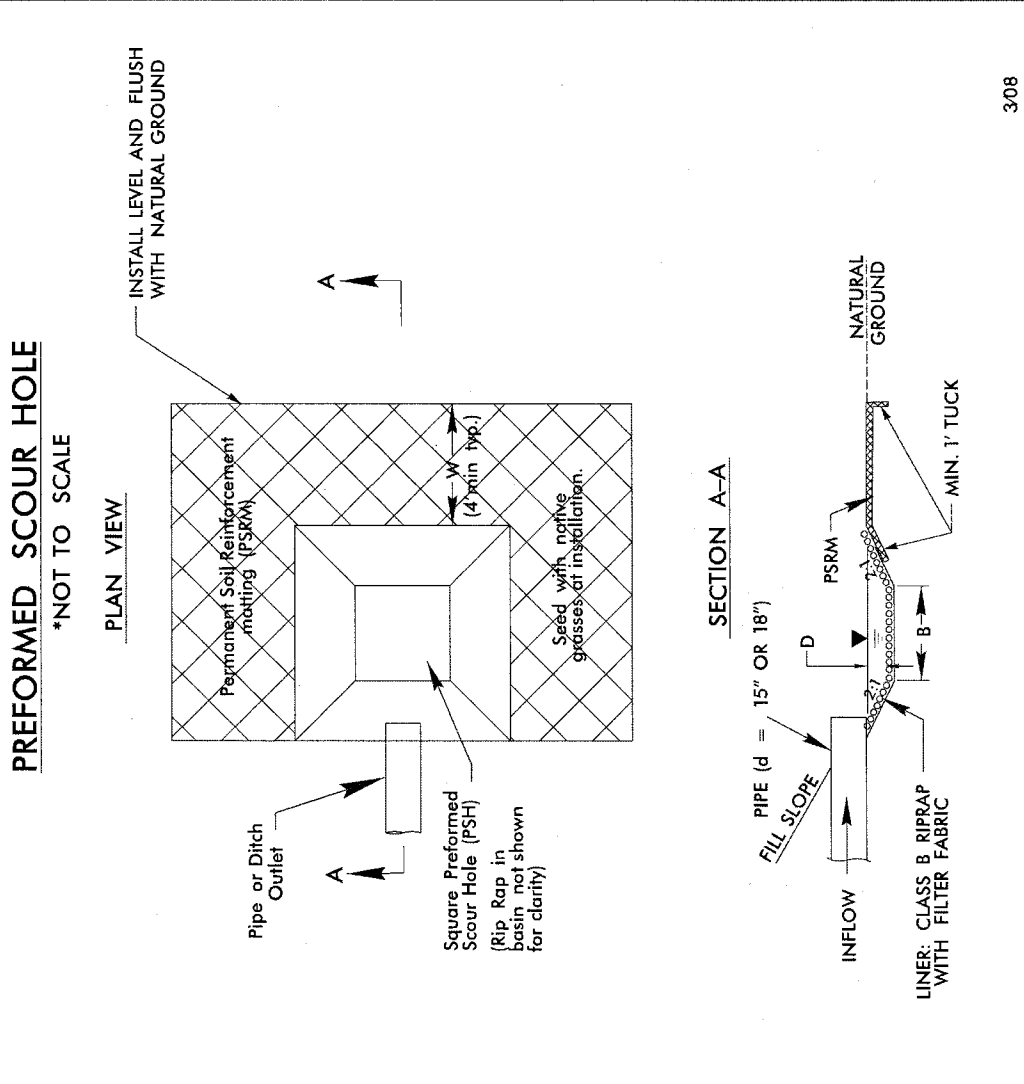 PREFORMED SCOUR HOLE
*NOT TO SCALE
PLAN VIEW
INSTALL LEVEL AND FLUSH
WITH NATURAL GROUND
Permanent Soil Reinforcement
matting (PSRM)
A
A
W
(4'min typ.)
Seed with native
grasses at installation.
Pipe or Ditch
Outlet
Square Preformed
Scour Hole (PSH)
(Rip Rap in
basin not shown
for clarity)
SECTION A-A
PIPE (d = 15" OR 18")
FILL SLOPE
INFLOW
D
PSRM
NATURAL
GROUND
2:1
2:1
B
MIN. 1' TUCK
LINER: CLASS B RIPRAP
WITH FILTER FABRIC
3/08